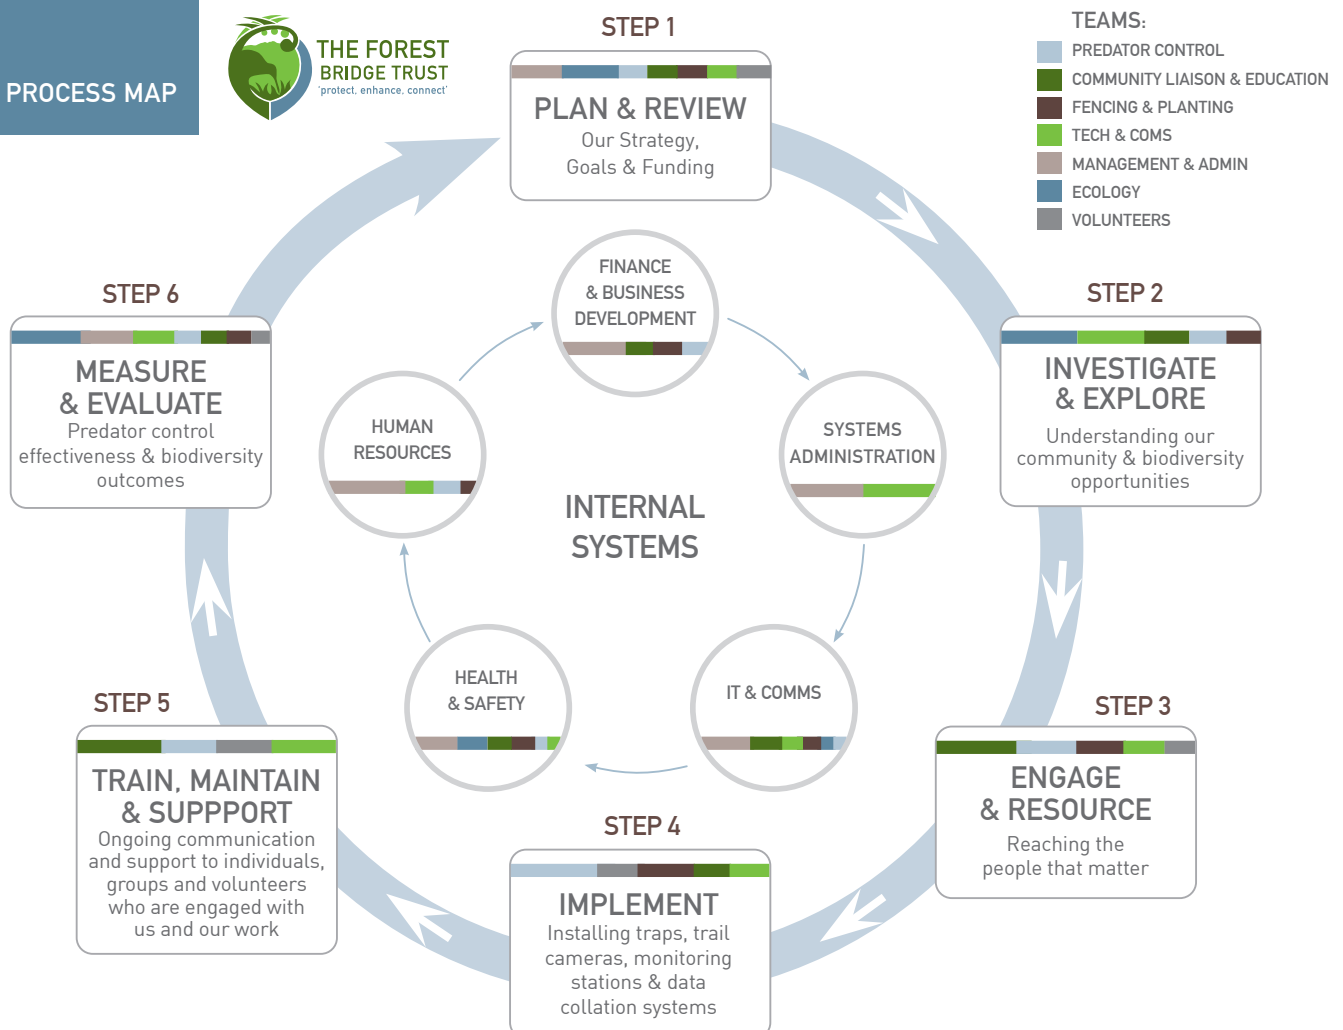 PROCESS MAP
THE FOREST
BRIDGE TRUST
'protect, enhance, connect'
TEAMS:
PREDATOR CONTROL
COMMUNITY LIAISON & EDUCATION
FENCING & PLANTING
TECH & COMS
MANAGEMENT & ADMIN
ECOLOGY
VOLUNTEERS
STEP 1
PLAN & REVIEW
Our Strategy,
Goals & Funding
STEP 2
INVESTIGATE
& EXPLORE
Understanding our
community & biodiversity
opportunities
STEP 3
ENGAGE
& RESOURCE
Reaching the
people that matter
STEP 4
IMPLEMENT
Installing traps, trail
cameras, monitoring
stations & data
collation systems
STEP 5
TRAIN, MAINTAIN
& SUPPPORT
Ongoing communication
and support to individuals,
groups and volunteers
who are engaged with
us and our work
STEP 6
MEASURE
& EVALUATE
Predator control
effectiveness & biodiversity
outcomes
INTERNAL
SYSTEMS
FINANCE
& BUSINESS
DEVELOPMENT
SYSTEMS
ADMINISTRATION
IT & COMMS
HEALTH
& SAFETY
HUMAN
RESOURCES